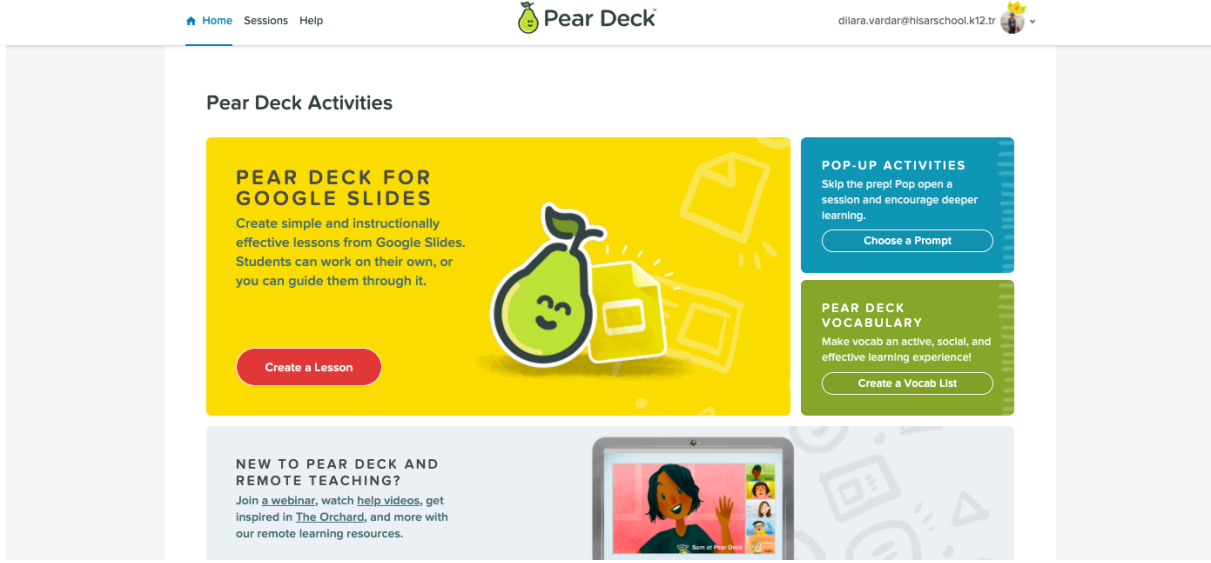 Home Sessions Help
Pear Deck™
dilara.vardar@hisarschool.k12.tr
Pear Deck Activities
PEAR DECK FOR
GOOGLE SLIDES
Create simple and instructionally
effective lessons from Google Slides.
Students can work on their own, or
you can guide them through it.
Create a Lesson
POP-UP ACTIVITIES
Skip the prep! Pop open a
session and encourage deeper
learning.
Choose a Prompt
PEAR DECK
VOCABULARY
Make vocab an active, social, and
effective learning experience!
Create a Vocab List
NEW TO PEAR DECK AND
REMOTE TEACHING?
Join a webinar, watch help videos, get
inspired in The Orchard, and more with
our remote learning resources.
Sam at Pear Deck